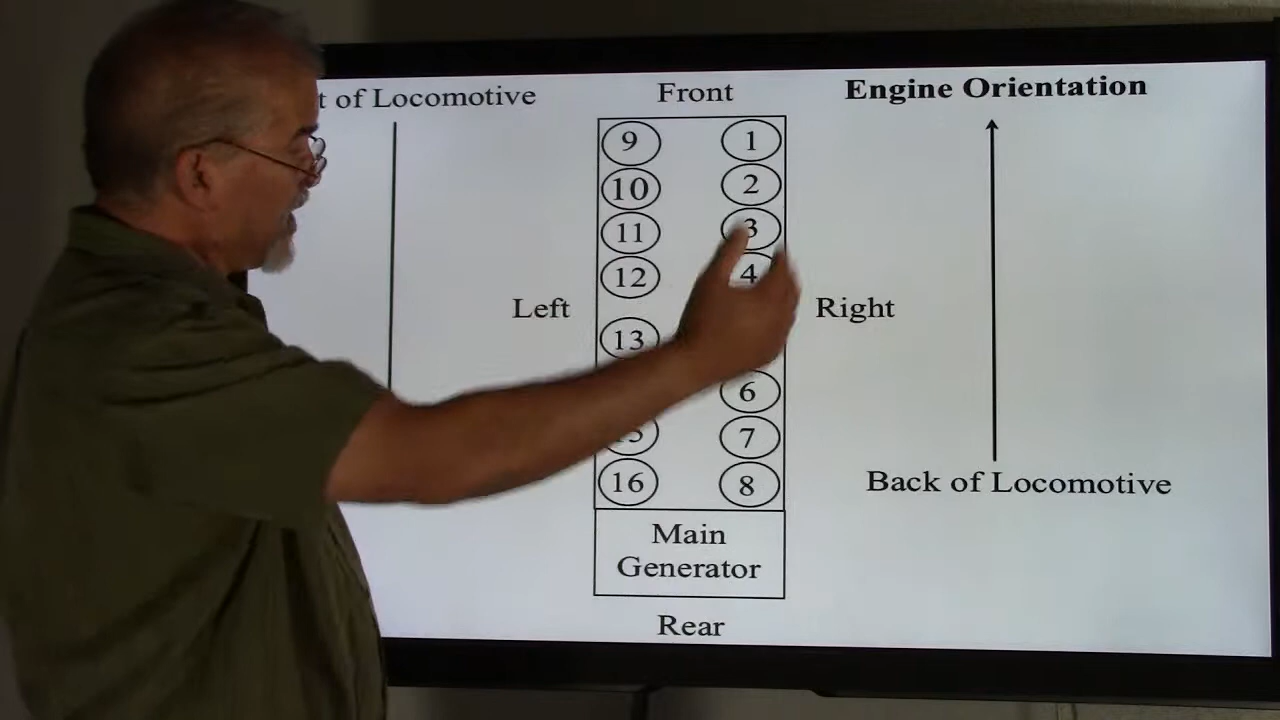 of Locomotive
Front
Engine Orientation
9 1
10 2
11 3
12 4
Left
Right
13
6
7
16 8
Back of Locomotive
Main
Generator
Rear